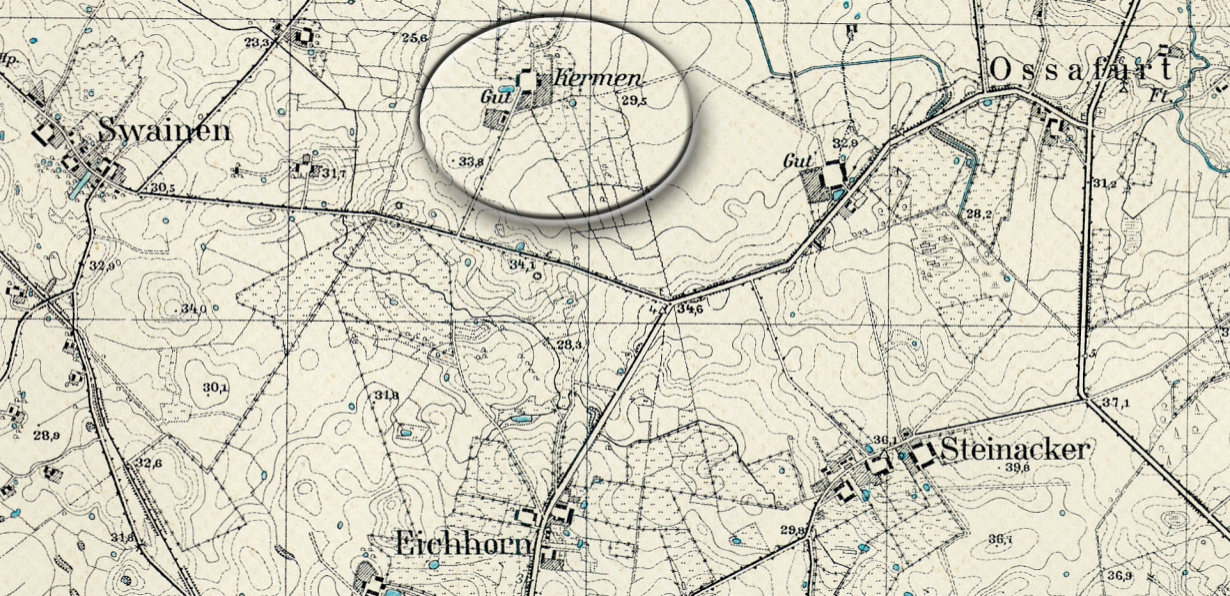 23,3
25,6
Hp.
Gut
Kermen
29,5
Ossafurt
Ft.
Swainen
30,5
31,7
33,8
Gut
32,9
31,2
28,2
32,9
34,1
34,0
34,6
28,3
30,1
31,8
37,1
28,9
36,1
Steinacker
39,6
32,6
29,8
31,8
Eichhorn
36,1
36,9